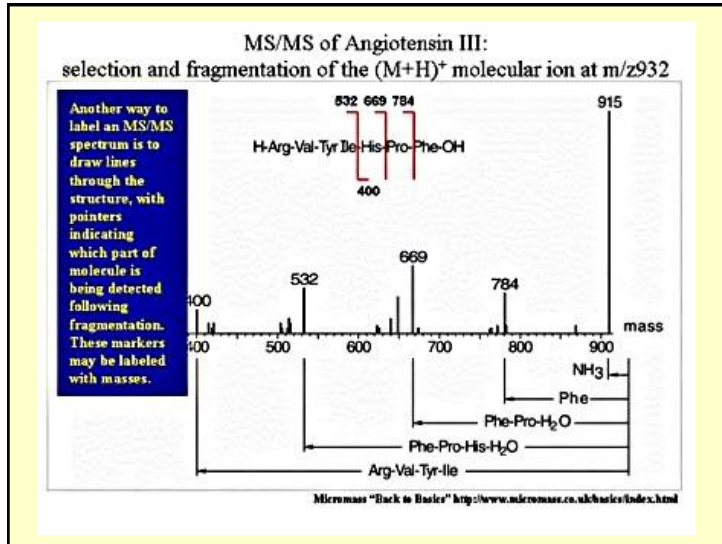 MS/MS of Angiotensin III:
selection and fragmentation of the (M+H)+ molecular ion at m/z932
Another way to
label an MS/MS
spectrum is to
draw lines
through the
structure, with
pointers
indicating
which part of
molecule is
being detected
following
fragmentation.
These markers
may be labeled
with masses.
532 669 784
H-Arg-Val-Tyr Ile-His-Pro-Phe-OH
400
915
669
532
784
400
mass
400 500 600 700 800 900
NH3
Phe
Phe-Pro-H2O
Phe-Pro-His-H2O
Arg-Val-Tyr-Ile
Micromass "Back to Basics" http://www.micromass.co.uk/basics/index.html